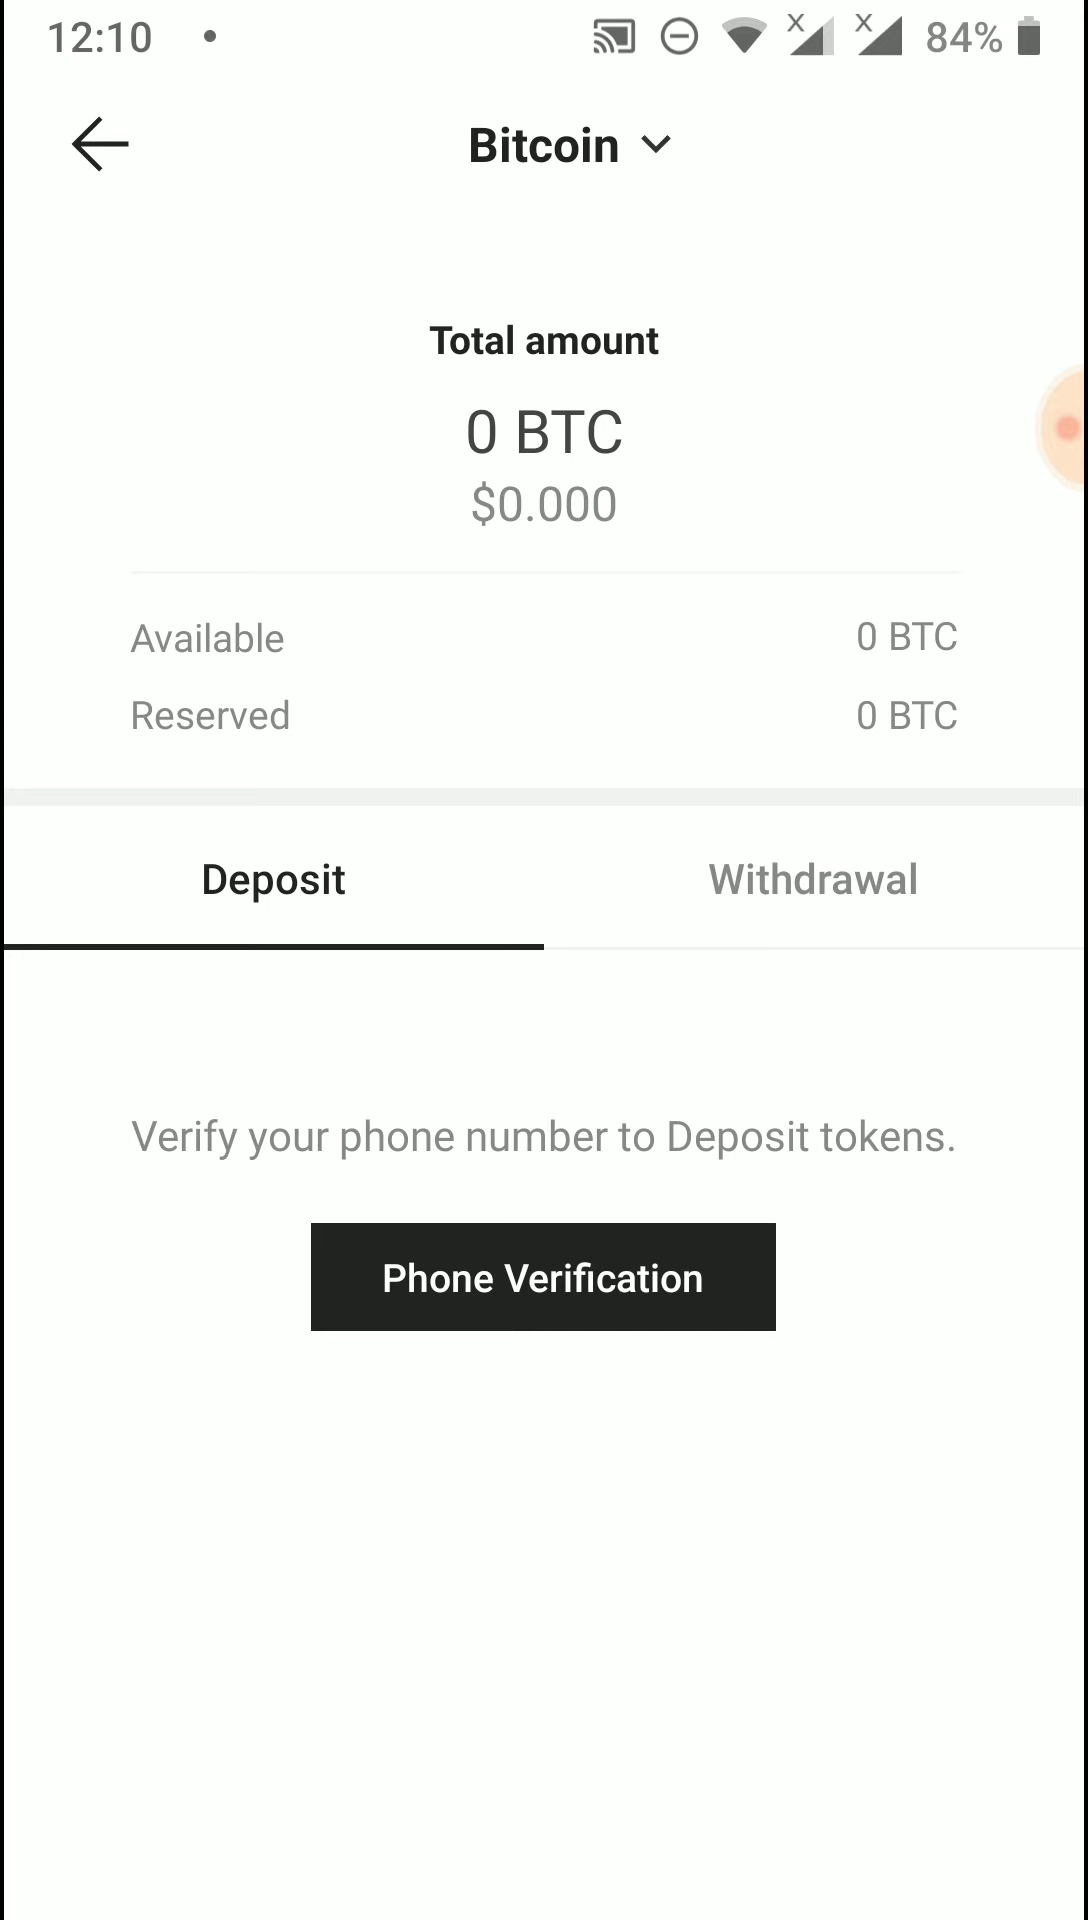 12:10
84%
Bitcoin
Total amount
0 BTC
$0.000
Available 0 BTC
Reserved 0 BTC
Deposit Withdrawal
Verify your phone number to Deposit tokens.
Phone Verification